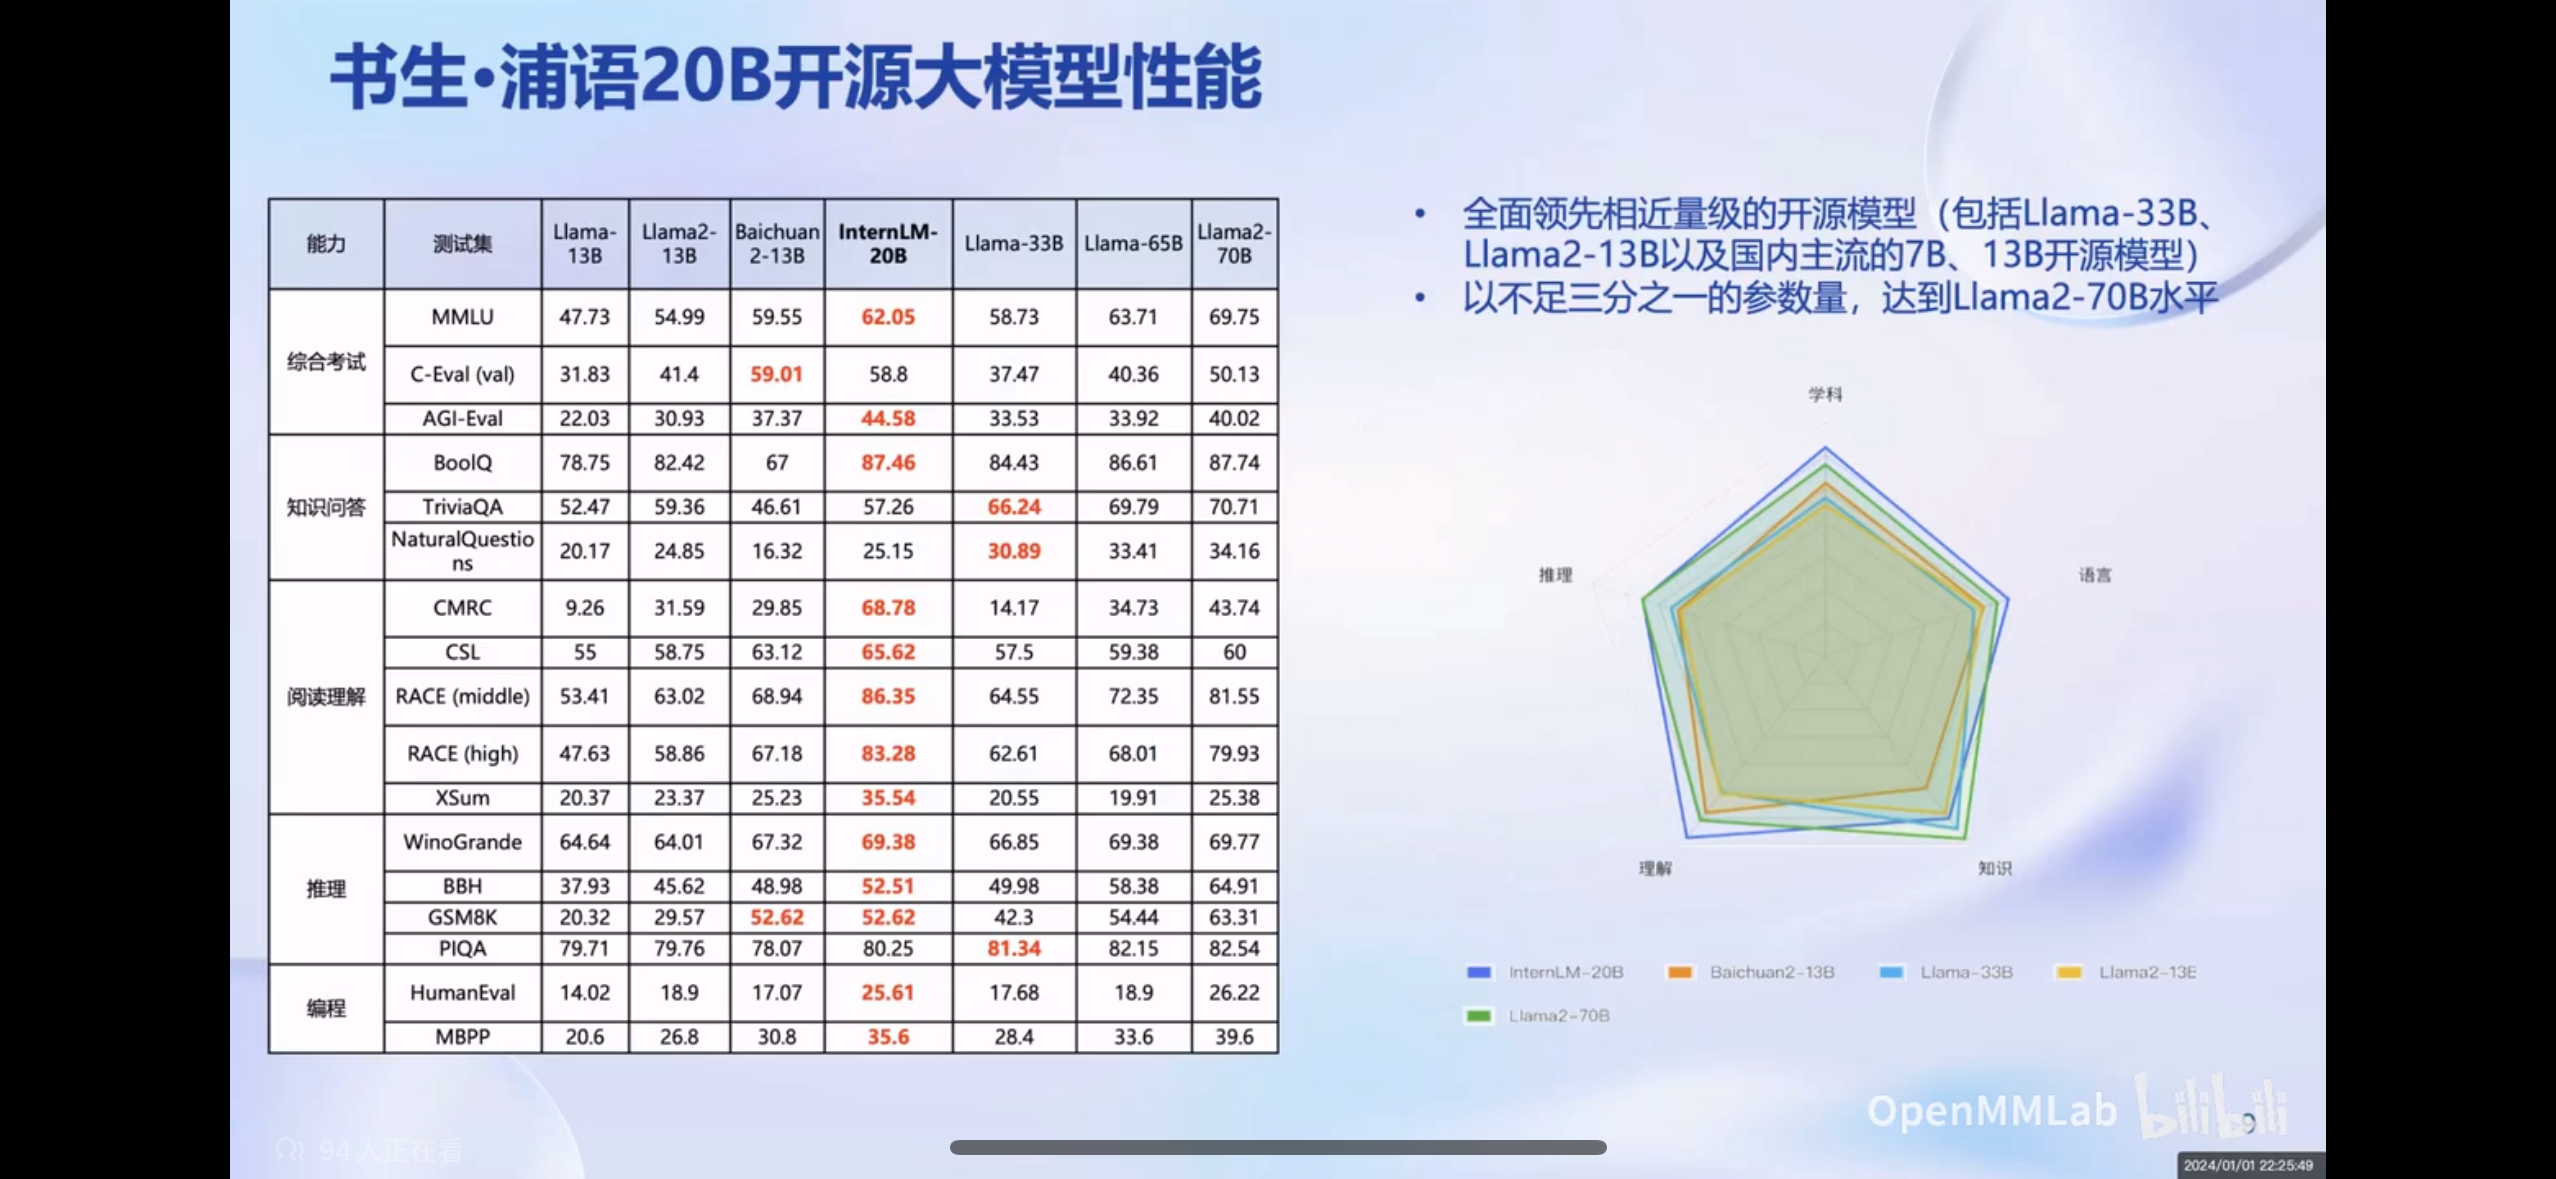 书生•浦语20B开源大模型性能
能力 测试集 Llama-13B Llama2-13B Baichuan2-13B InternLM-20B Llama-33B Llama-65B Llama2-70B
综合考试 MMLU 47.73 54.99 59.55 62.05 58.73 63.71 69.75
C-Eval (val) 31.83 41.4 59.01 58.8 37.47 40.36 50.13
AGI-Eval 22.03 30.93 37.37 44.58 33.53 33.92 40.02
知识问答 BoolQ 78.75 82.42 67 87.46 84.43 86.61 87.74
TriviaQA 52.47 59.36 46.61 57.26 66.24 69.79 70.71
NaturalQuestions 20.17 24.85 16.32 25.15 30.89 33.41 34.16
阅读理解 CMRC 9.26 31.59 29.85 68.78 14.17 34.73 43.74
CSL 55 58.75 63.12 65.62 57.5 59.38 60
RACE (middle) 53.41 63.02 68.94 86.35 64.55 72.35 81.55
RACE (high) 47.63 58.86 67.18 83.28 62.61 68.01 79.93
XSum 20.37 23.37 25.23 35.54 20.55 19.91 25.38
推理 WinoGrande 64.64 64.01 67.32 69.38 66.85 69.38 69.77
BBH 37.93 45.62 48.98 52.51 49.98 58.38 64.91
GSM8K 20.32 29.57 52.62 52.62 42.3 54.44 63.31
PIQA 79.71 79.76 78.07 80.25 81.34 82.15 82.54
编程 HumanEval 14.02 18.9 17.07 25.61 17.68 18.9 26.22
MBPP 20.6 26.8 30.8 35.6 28.4 33.6 39.6
• 全面领先相近量级的开源模型（包括Llama-33B、
Llama2-13B以及国内主流的7B、13B开源模型）
• 以不足三分之一的参数量，达到Llama2-70B水平
学科
推理
语言
理解
知识
InternLM-20B Baichuan2-13B Llama-33B Llama2-13B
Llama2-70B
OpenMMLab bilibili
9
94人正在看
2024/01/01 22:25:49